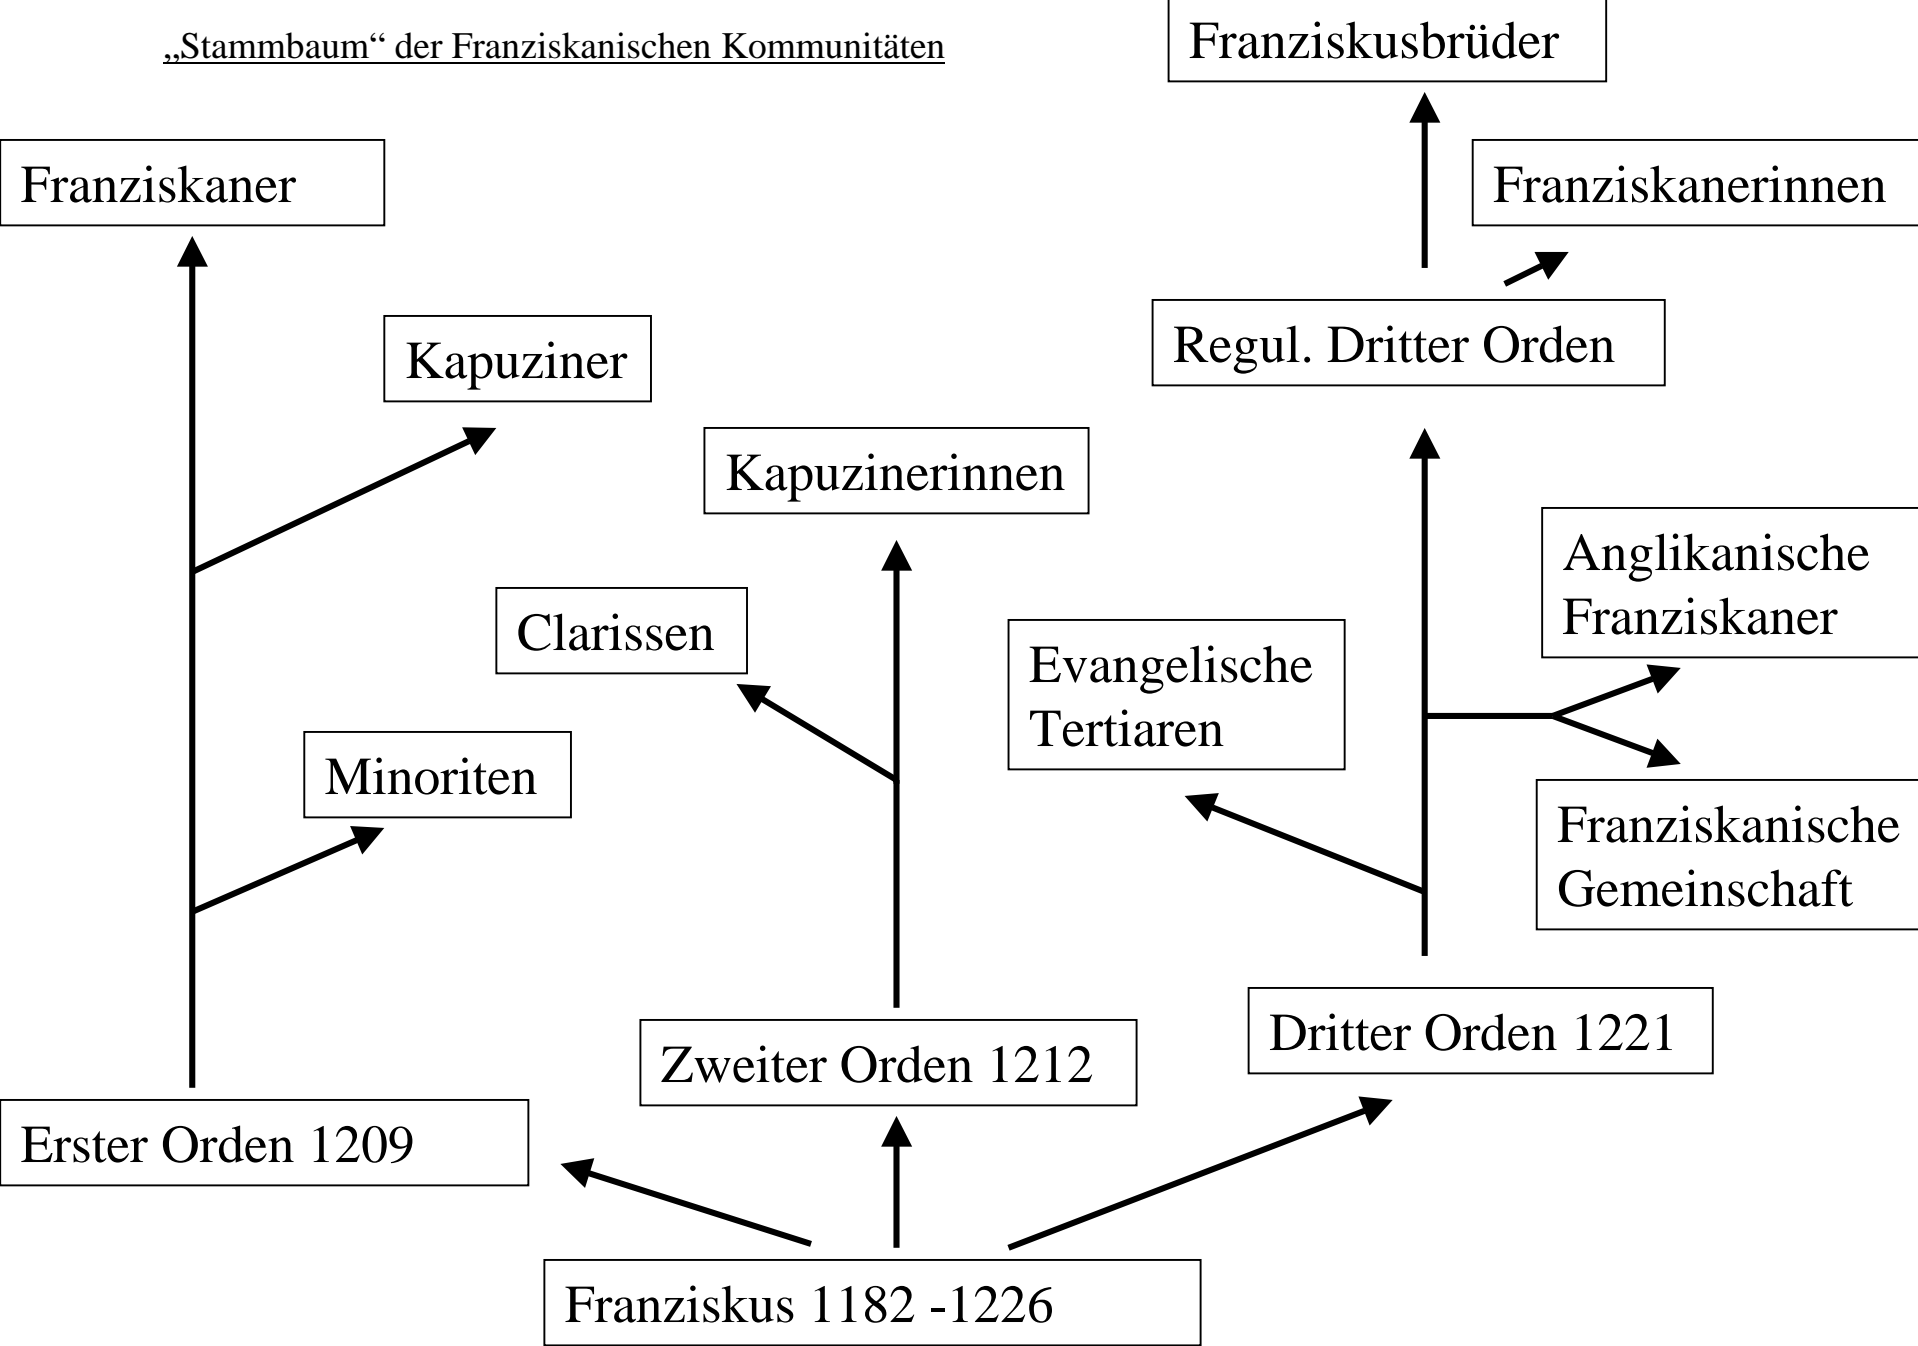 „Stammbaum“ der Franziskanischen Kommunitäten
Franziskusbrüder
Franziskaner
Franziskanerinnen
Kapuziner
Regul. Dritter Orden
Kapuzinerinnen
Anglikanische
Franziskaner
Clarissen
Evangelische
Tertiaren
Minoriten
Franziskanische
Gemeinschaft
Dritter Orden 1221
Zweiter Orden 1212
Erster Orden 1209
Franziskus 1182 -1226